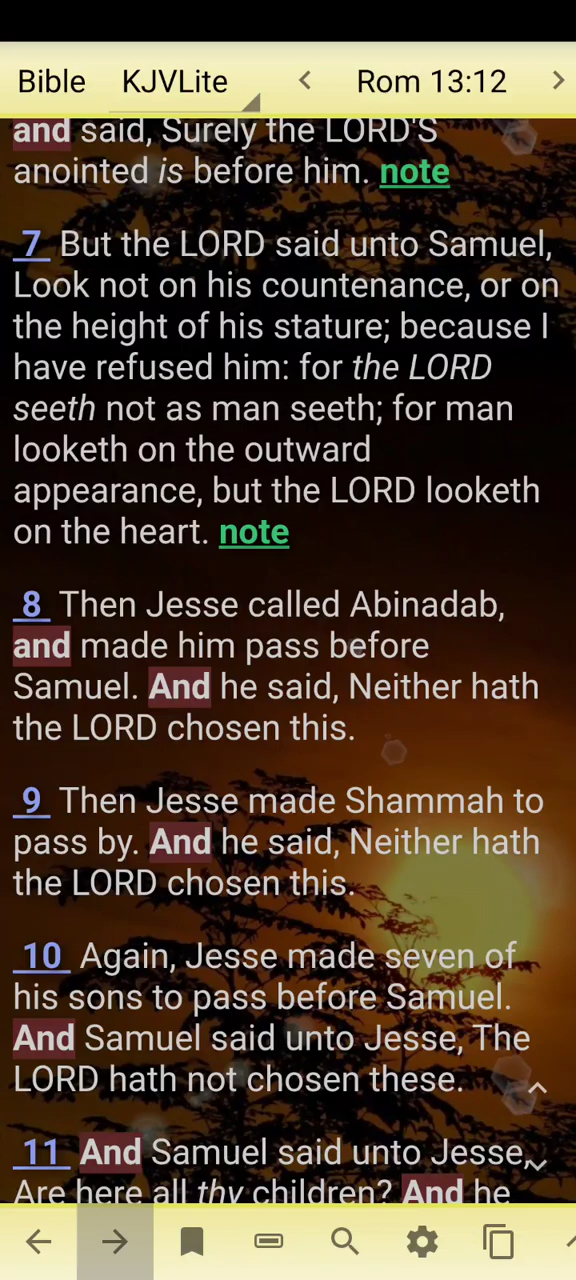 Bible KJVLite < Rom 13:12 >
and said, Surely the LORD'S
anointed is before him. note
7 But the LORD said unto Samuel,
Look not on his countenance, or on
the height of his stature; because I
have refused him: for the LORD
seeth not as man seeth; for man
looketh on the outward
appearance, but the LORD looketh
on the heart. note
8 Then Jesse called Abinadab,
and made him pass before
Samuel. And he said, Neither hath
the LORD chosen this.
9 Then Jesse made Shammah to
pass by. And he said, Neither hath
the LORD chosen this.
10 Again, Jesse made seven of
his sons to pass before Samuel.
And Samuel said unto Jesse, The
LORD hath not chosen these.
11 And Samuel said unto Jesse,
Are here all thy children? And he